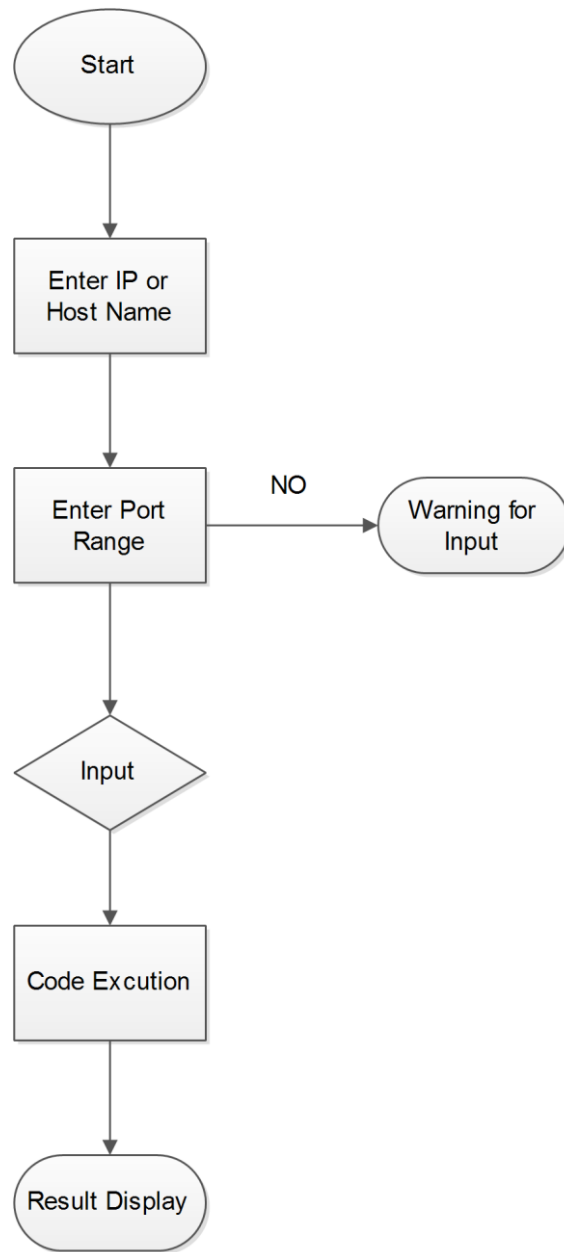 Start
Enter IP or
Host Name
Enter Port
Range
NO
Warning for
Input
Input
Code Excution
Result Display